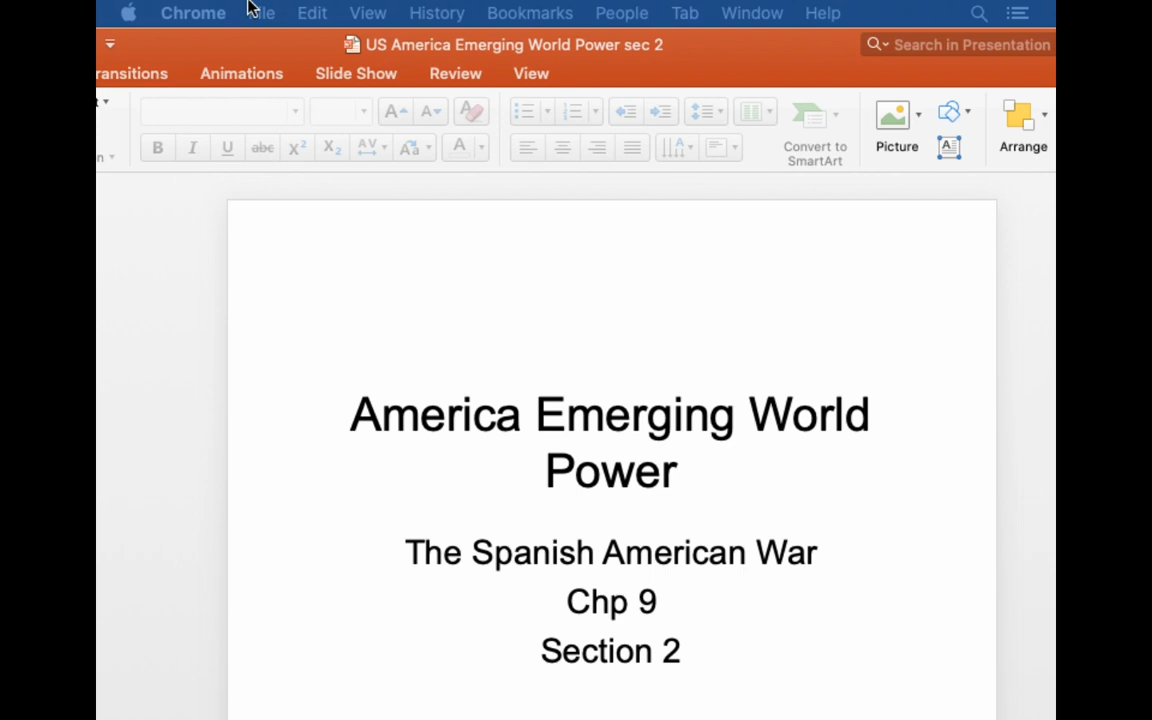 Chrome Edit View History Bookmarks People Tab Window Help
US America Emerging World Power sec 2
Search in Presentation
Animations Slide Show Review View
Convert to
SmartArt
Picture
Arrange
America Emerging World
Power
The Spanish American War
Chp 9
Section 2